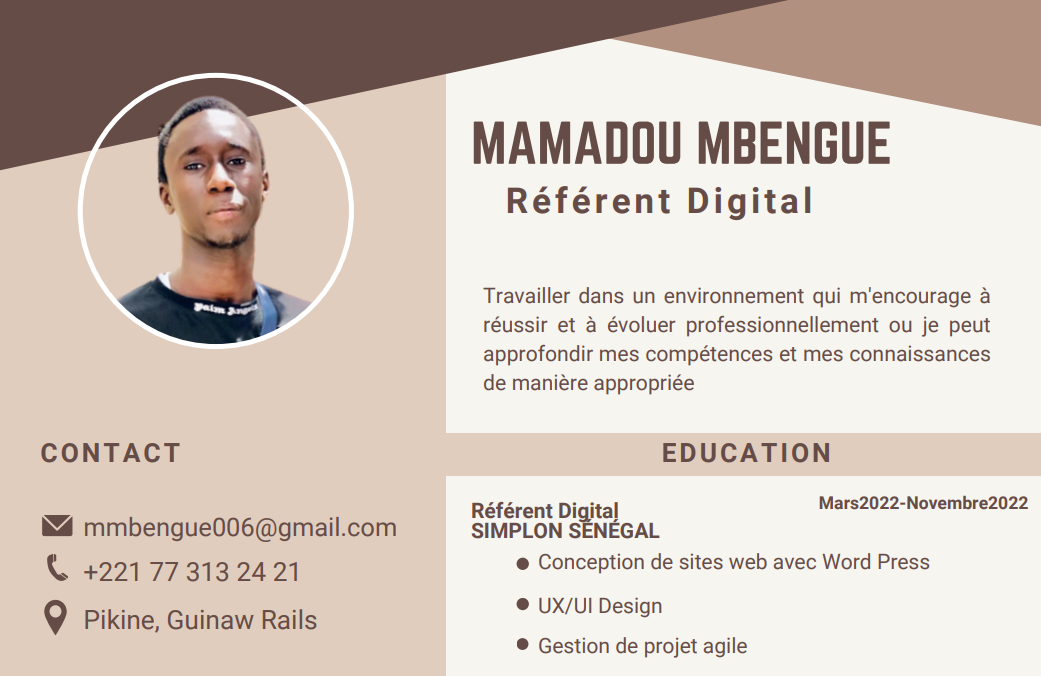 MAMADOU MBENGUE
Référent Digital
Travailler dans un environnement qui m'encourage à
réussir et à évoluer professionnellement ou je peut
approfondir mes compétences et mes connaissances
de manière appropriée
CONTACT
mmbengue006@gmail.com
+221 77 313 24 21
Pikine, Guinaw Rails
EDUCATION
Référent Digital
Mars2022-Novembre2022
SIMPLON SÉNÉGAL
Conception de sites web avec Word Press
UX/UI Design
Gestion de projet agile
Palm Angels